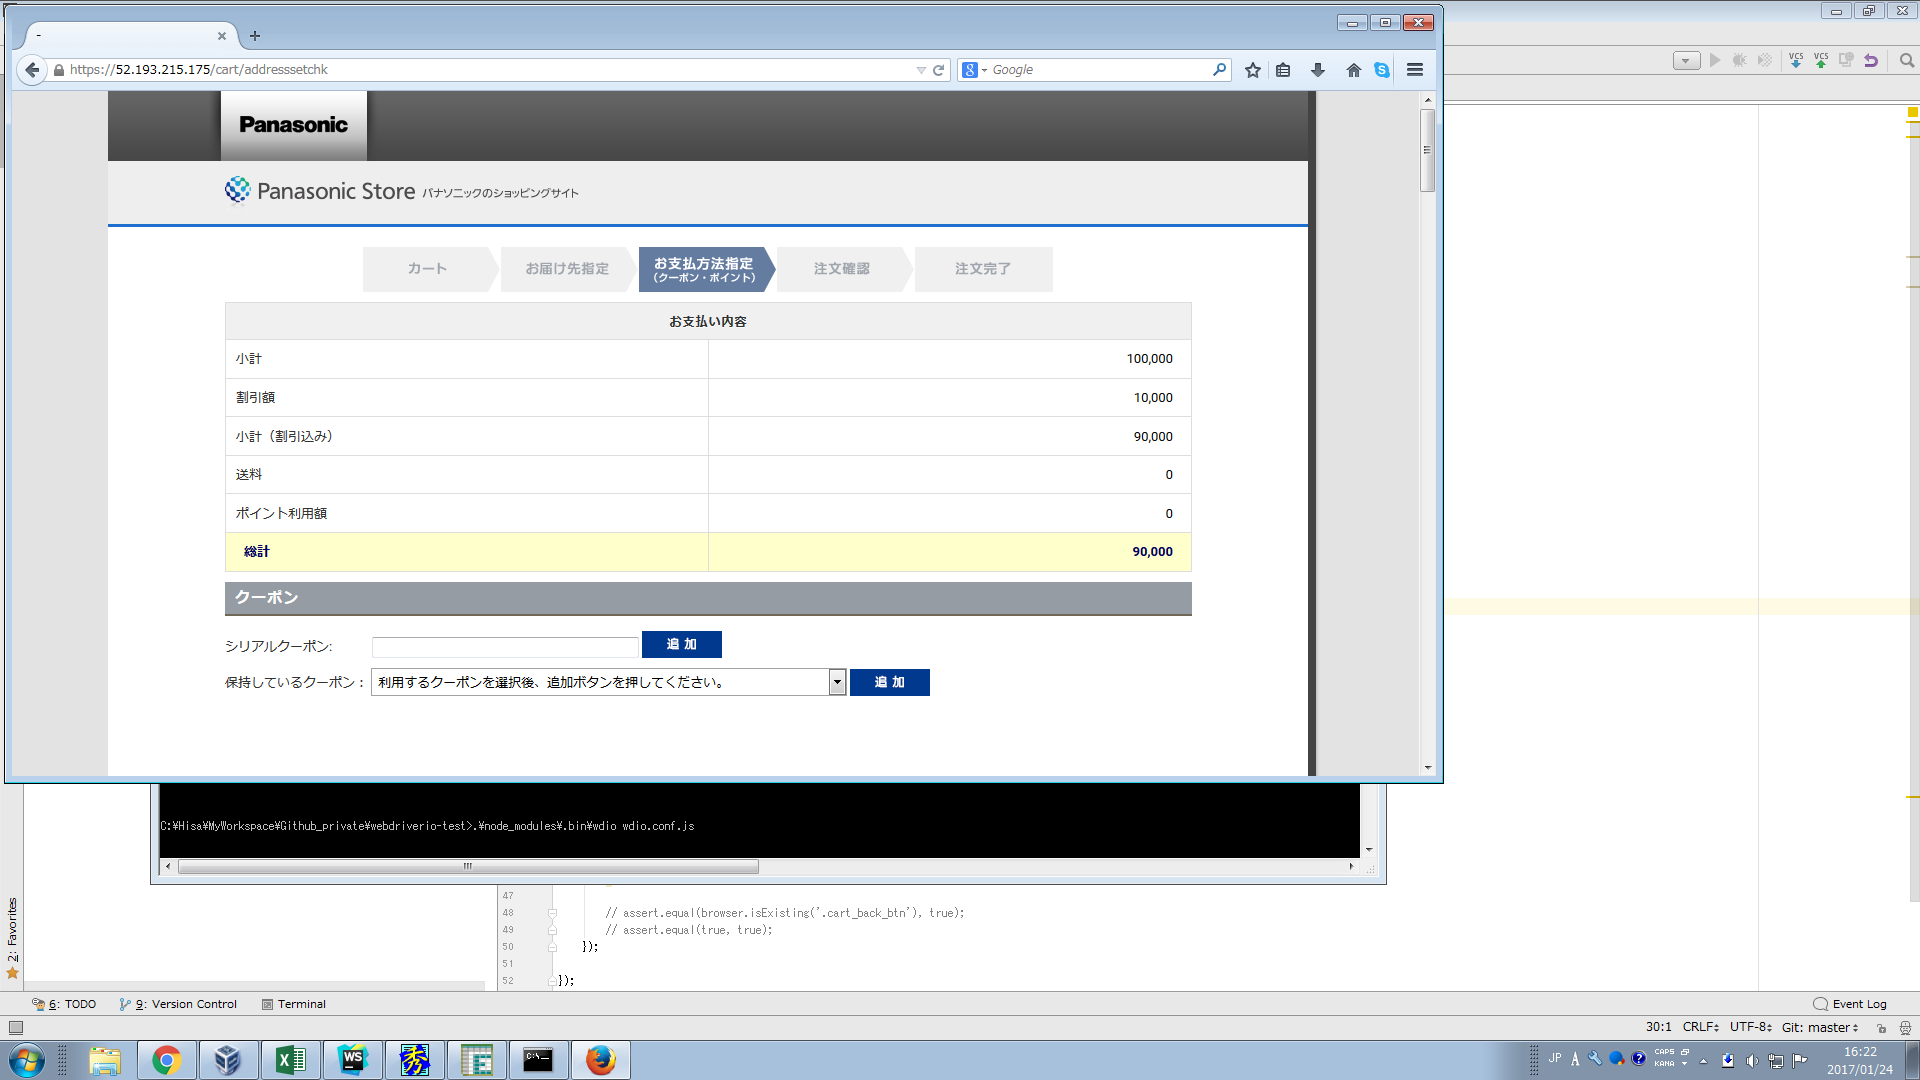 -
https://52.193.215.175/cart/addresssetchk
Google
Panasonic
Panasonic Store パナソニックのショッピングサイト
カート
お届け先指定
お支払方法指定
(クーポン・ポイント)
注文確認
注文完了
お支払い内容
小計 100,000
割引額 10,000
小計（割引込み） 90,000
送料 0
ポイント利用額 0
総計 90,000
クーポン
シリアルクーポン: 追 加
保持しているクーポン： 利用するクーポンを選択後、追加ボタンを押してください。 追 加
VCS VCS
C:¥Hisa¥MyWorkspace¥Github_private¥webdriverio-test>.¥node_modules¥.bin¥wdio wdio.conf.js
47
48 // assert.equal(browser.isExisting('.cart_back_btn'), true);
49 // assert.equal(true, true);
50 });
51
52 });
2: Favorites
6: TODO 9: Version Control Terminal Event Log
30:1 CRLF UTF-8 Git: master
WS 秀 C:\_
JP A CAPS KANA
16:22
2017/01/24